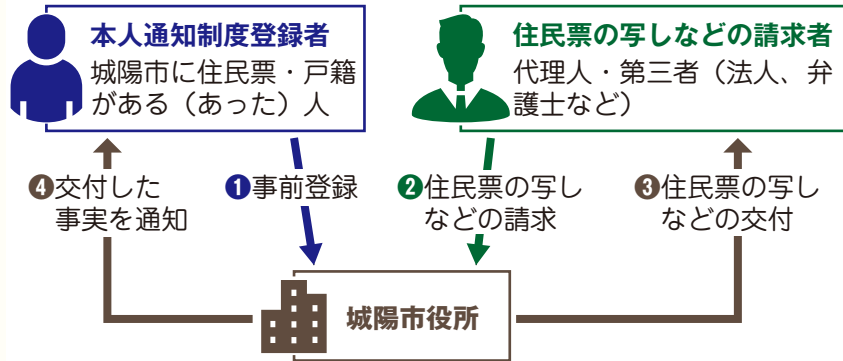 本人通知制度登録者
城陽市に住民票・戸籍
がある（あった）人
住民票の写しなどの請求者
代理人・第三者（法人、弁
護士など）
❹交付した
事実を通知
❶事前登録
❷住民票の写し
などの請求
❸住民票の写し
などの交付
城陽市役所